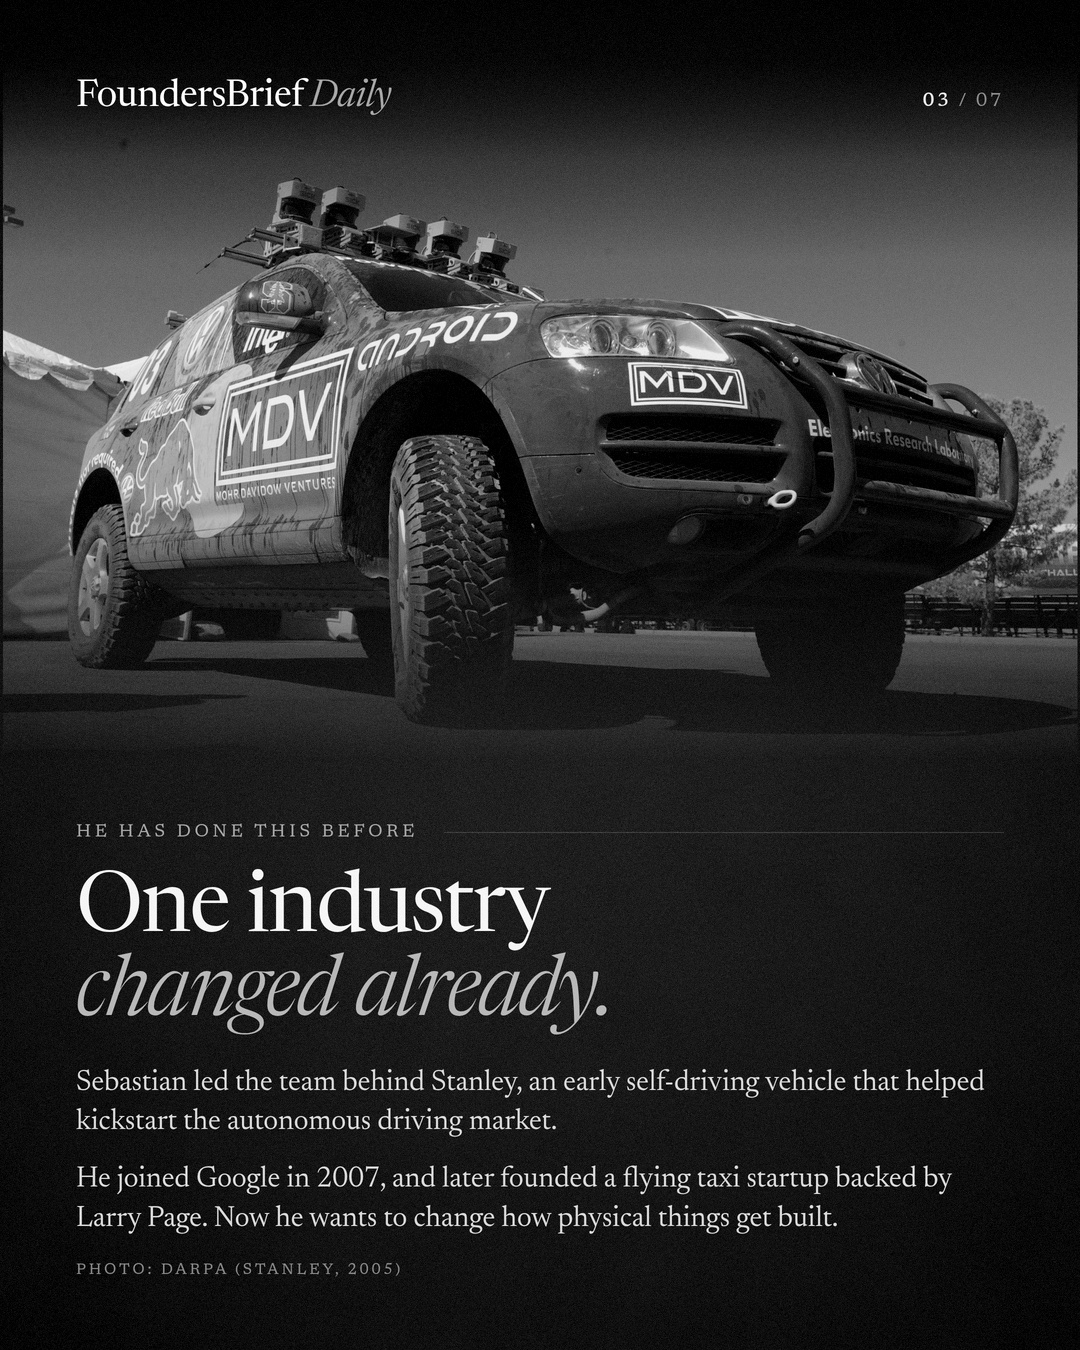 FoundersBrief Daily
03 / 07
ANDROID
MDV
MDV
MOHR DAVIDOW VENTURES
Red Bull
required
HE HAS DONE THIS BEFORE
One industry
changed already.
Sebastian led the team behind Stanley, an early self-driving vehicle that helped
kickstart the autonomous driving market.
He joined Google in 2007, and later founded a flying taxi startup backed by
Larry Page. Now he wants to change how physical things get built.
PHOTO: DARPA (STANLEY, 2005)